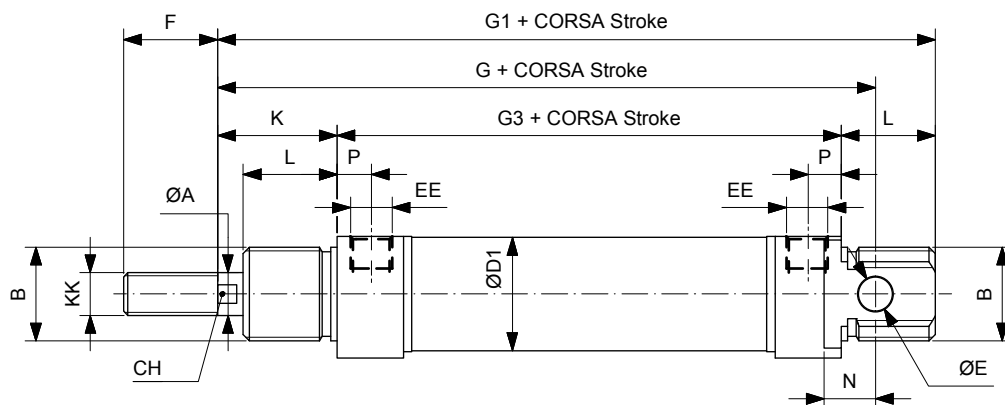 F
G1 + CORSA Stroke
G + CORSA Stroke
K
G3 + CORSA Stroke
L
L
P
P
EE
EE
ØA
B
KK
ØD1
B
CH
N
ØE